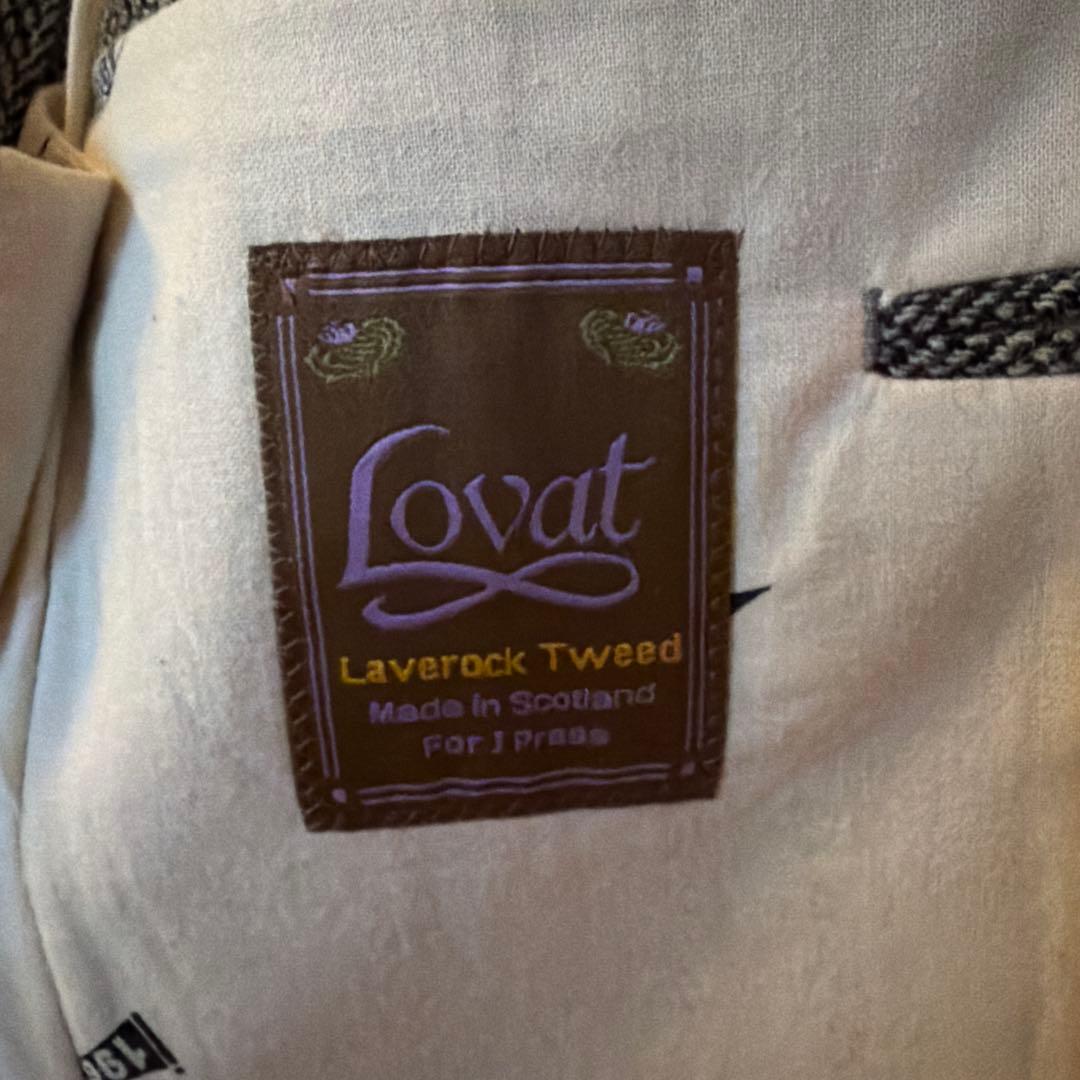 Lovat
Laverock Tweed
Made in Scotland
For J Press